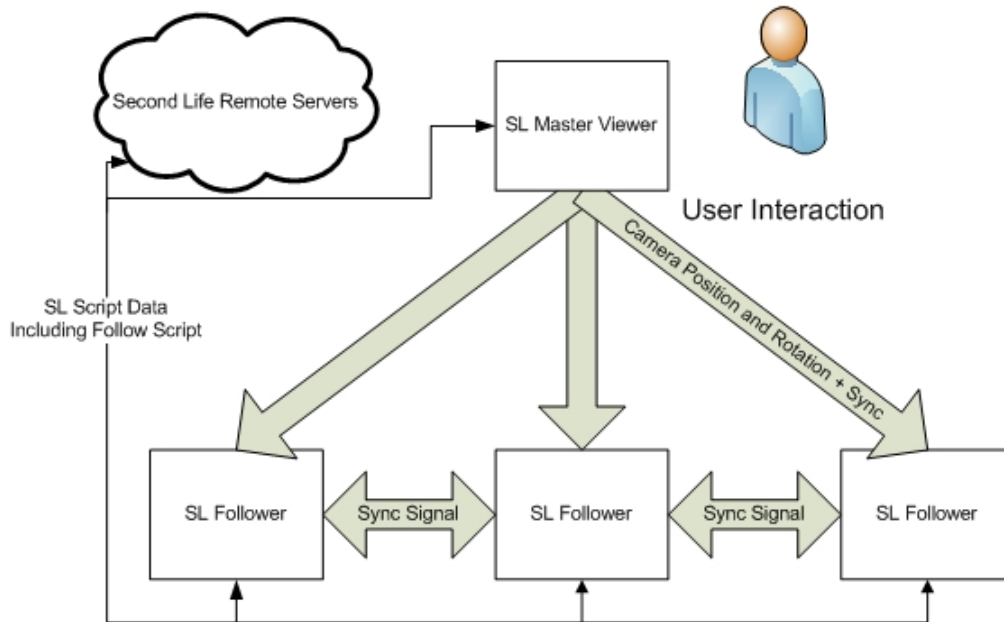 Second Life Remote Servers
SL Master Viewer
User Interaction
Camera Position and Rotation + Sync
SL Script Data
Including Follow Script
SL Follower
Sync Signal
SL Follower
Sync Signal
SL Follower